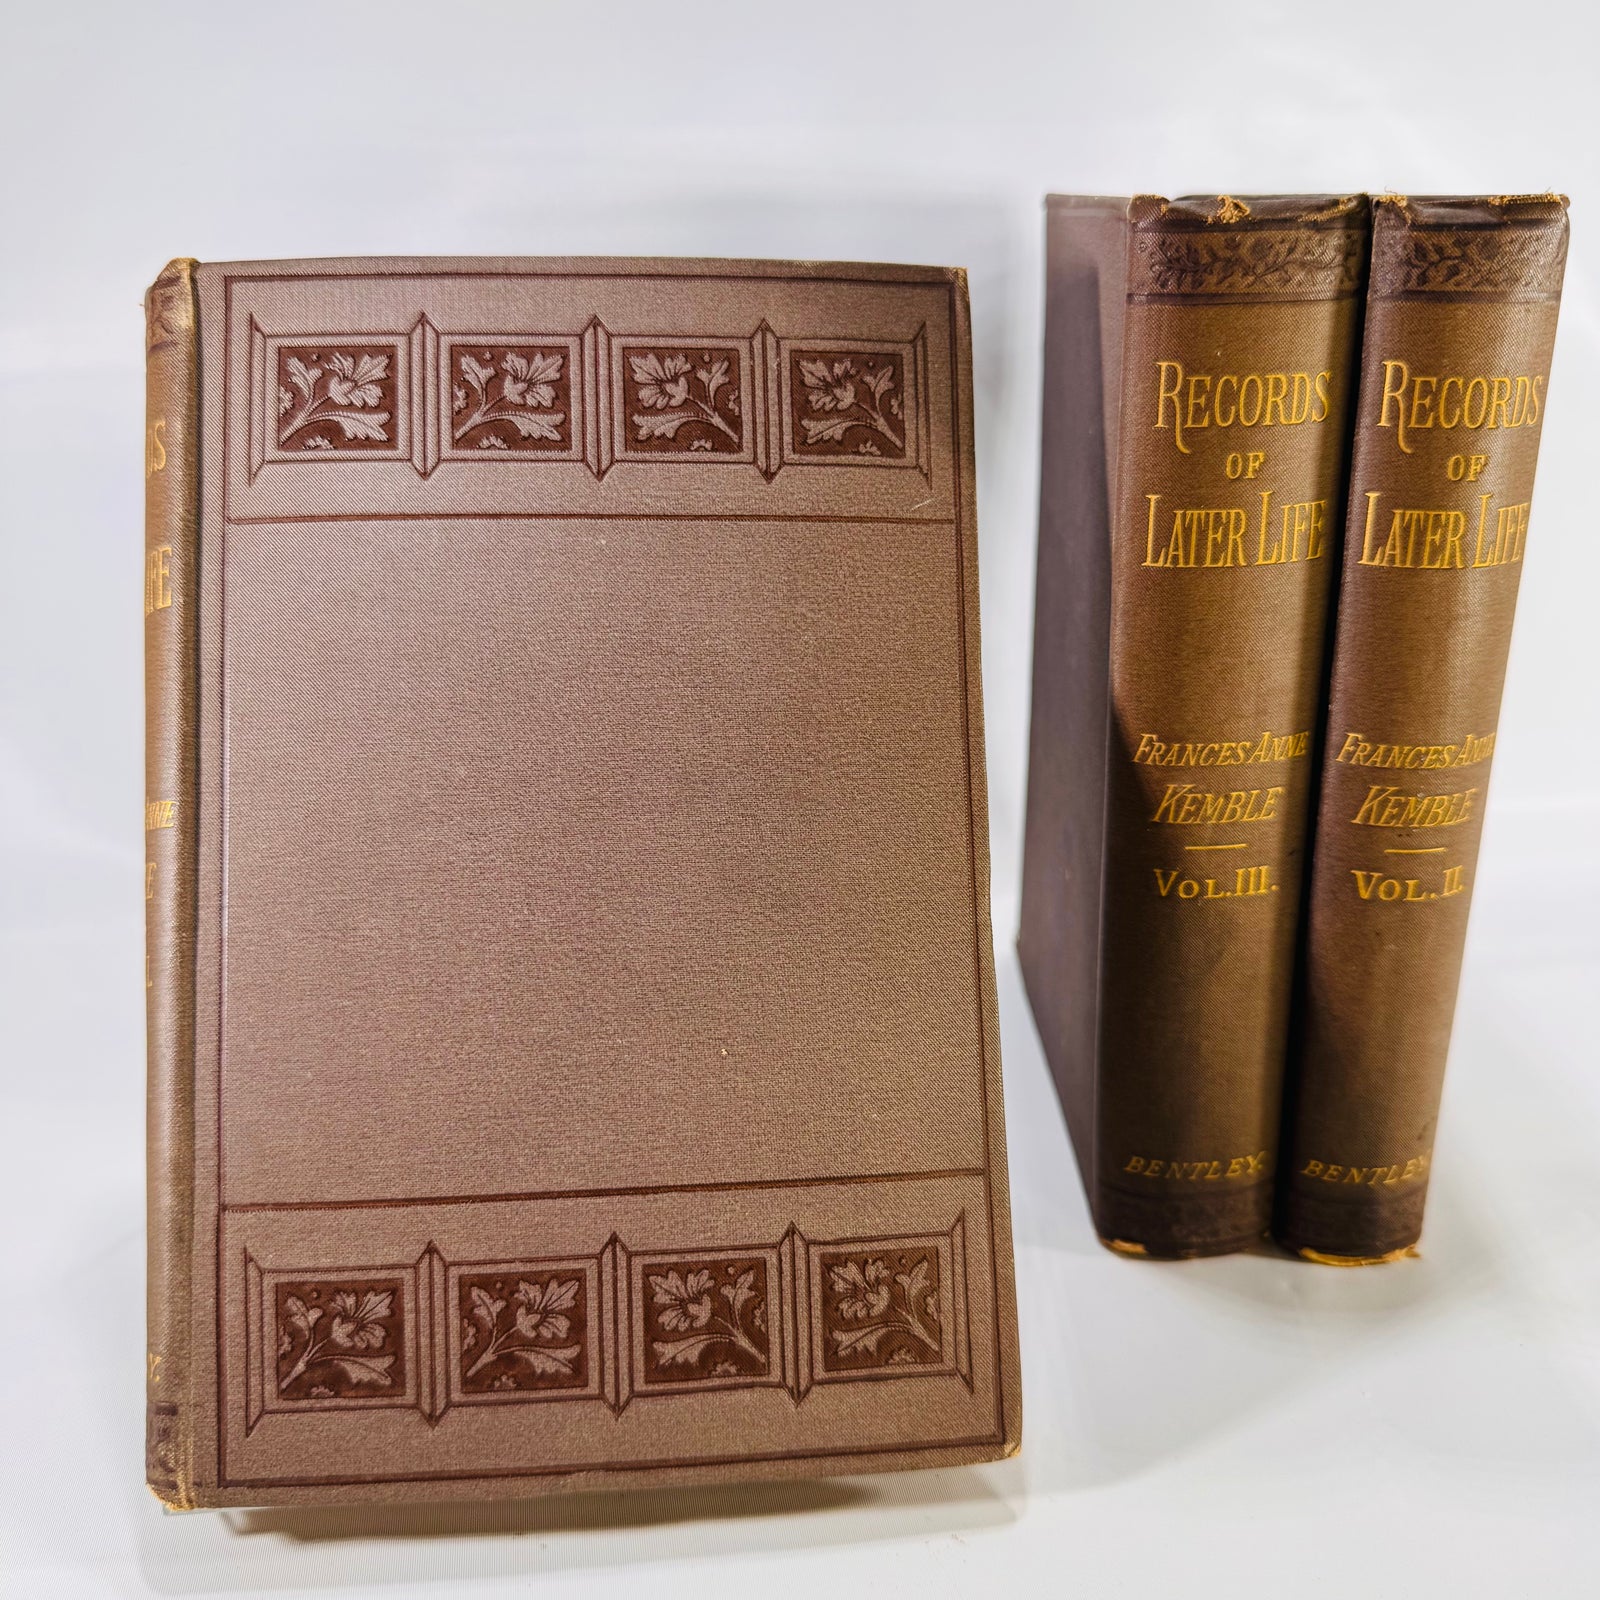 RECORDS
OF
LATER LIFE
FRANCES ANNE
KEMBLE
VOL. III.
BENTLEY.
RECORDS
OF
LATER LIFE
FRANCES ANNE
KEMBLE
VOL. II.
BENTLEY